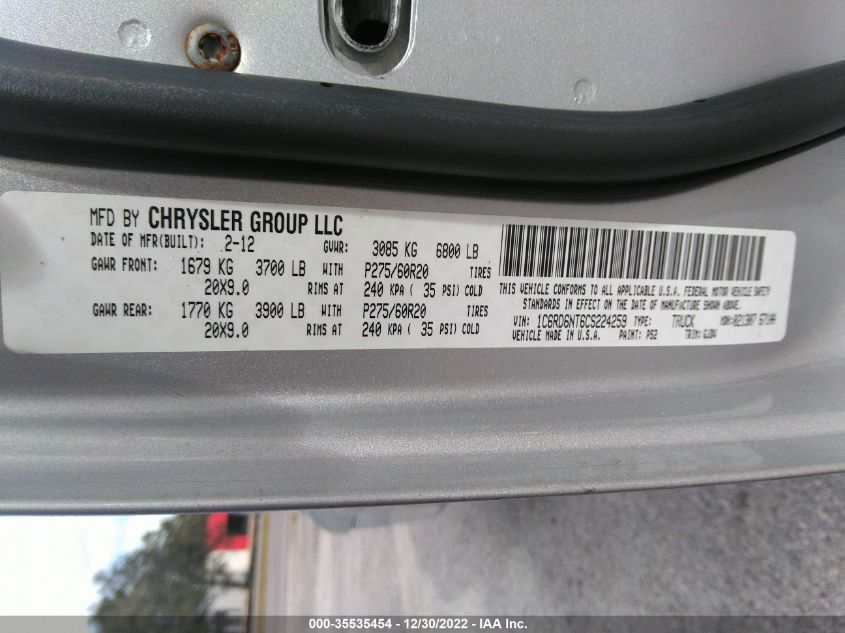 MFD BY CHRYSLER GROUP LLC
DATE OF MFR(BUILT): 2-12 GVWR: 3085 KG 6800 LB
GAWR FRONT: 1679 KG 3700 LB WITH P275/60R20 TIRES
20X9.0 RIMS AT 240 KPA ( 35 PSI) COLD
GAWR REAR: 1770 KG 3900 LB WITH P275/60R20 TIRES
20X9.0 RIMS AT 240 KPA ( 35 PSI) COLD
THIS VEHICLE CONFORMS TO ALL APPLICABLE U.S.A. FEDERAL MOTOR VEHICLE SAFETY
STANDARDS IN EFFECT ON THE DATE OF MANUFACTURE SHOWN ABOVE.
VIN: 1C6RD6NT6CS224259 TYPE: TRUCK MDH:
VEHICLE MADE IN U.S.A. PAINT: PS2 TRIM:
000-35535454 - 12/30/2022 - IAA Inc.